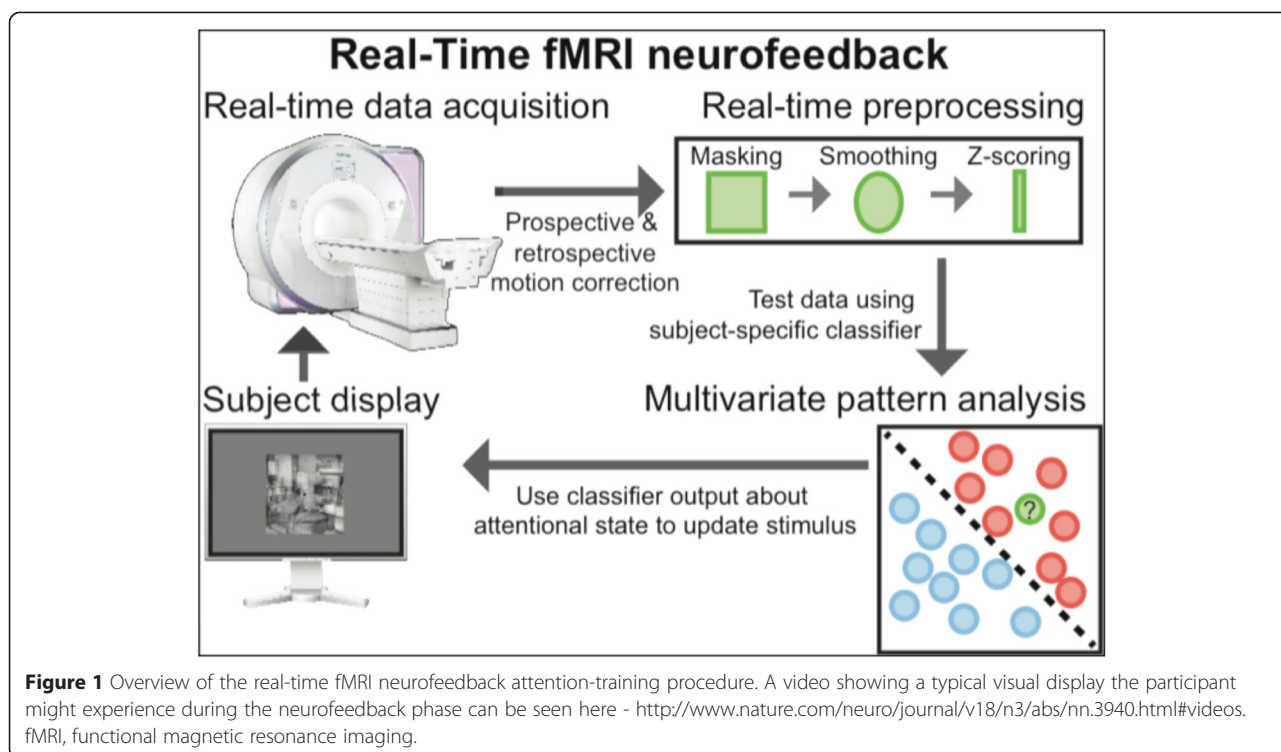 Real-Time fMRI neurofeedback
Real-time data acquisition
Real-time preprocessing
Masking
Smoothing
Z-scoring
Prospective &
retrospective
motion correction
Test data using
subject-specific classifier
Subject display
Multivariate pattern analysis
?
Use classifier output about
attentional state to update stimulus
Figure 1 Overview of the real-time fMRI neurofeedback attention-training procedure. A video showing a typical visual display the participant
might experience during the neurofeedback phase can be seen here - http://www.nature.com/neuro/journal/v18/n3/abs/nn.3940.html#videos.
fMRI, functional magnetic resonance imaging.